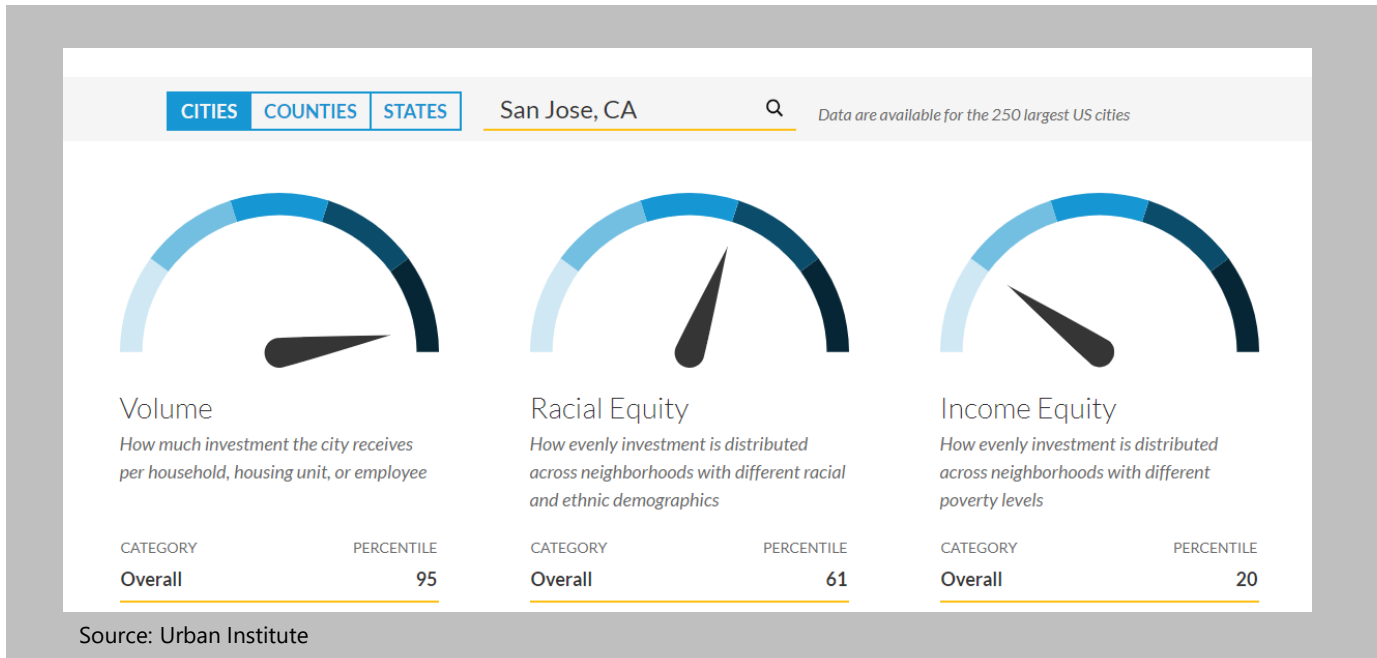 CITIES COUNTIES STATES San Jose, CA Data are available for the 250 largest US cities
Volume
How much investment the city receives
per household, housing unit, or employee
CATEGORY PERCENTILE
Overall 95
Racial Equity
How evenly investment is distributed
across neighborhoods with different racial
and ethnic demographics
CATEGORY PERCENTILE
Overall 61
Income Equity
How evenly investment is distributed
across neighborhoods with different
poverty levels
CATEGORY PERCENTILE
Overall 20
Source: Urban Institute